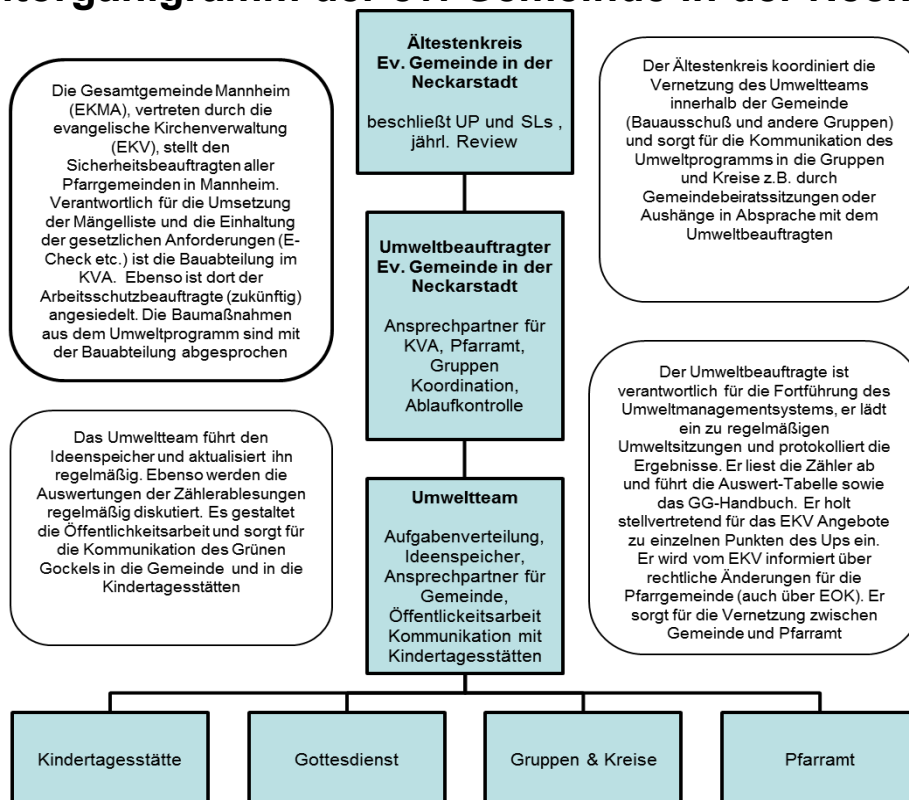 der ev. Gemeinde in der
Ältestenkreis
Ev. Gemeinde in der
Neckarstadt
beschließt UP und SLs ,
jährl. Review
Die Gesamtgemeinde Mannheim
(EKMA), vertreten durch die
evangelische Kirchenverwaltung
(EKV), stellt den
Sicherheitsbeauftragten aller
Pfarrgemeinden in Mannheim.
Verantwortlich für die Umsetzung
der Mängelliste und die Einhaltung
der gesetzlichen Anforderungen (E-
Check etc.) ist die Bauabteilung im
KVA. Ebenso ist dort der
Arbeitsschutzbeauftragte (zukünftig)
angesiedelt. Die Baumaßnahmen
aus dem Umweltprogramm sind mit
der Bauabteilung abgesprochen
Der Ältestenkreis koordiniert die
Vernetzung des Umweltteams
innerhalb der Gemeinde
(Bauausschuß und andere Gruppen)
und sorgt für die Kommunikation des
Umweltprogramms in die Gruppen
und Kreise z.B. durch
Gemeindebeiratssitzungen oder
Aushänge in Absprache mit dem
Umweltbeauftragten
Umweltbeauftragter
Ev. Gemeinde in der
Neckarstadt
Ansprechpartner für
KVA, Pfarramt,
Gruppen
Koordination,
Ablaufkontrolle
Das Umweltteam führt den
Ideenspeicher und aktualisiert ihn
regelmäßig. Ebenso werden die
Auswertungen der Zählerablesungen
regelmäßig diskutiert. Es gestaltet
die Öffentlichkeitsarbeit und sorgt für
die Kommunikation des Grünen
Gockels in die Gemeinde und in die
Kindertagesstätten
Der Umweltbeauftragte ist
verantwortlich für die Fortführung des
Umweltmanagementsystems, er lädt
ein zu regelmäßigen
Umweltsitzungen und protokolliert die
Ergebnisse. Er liest die Zähler ab
und führt die Auswert-Tabelle sowie
das GG-Handbuch. Er holt
stellvertretend für das EKV Angebote
zu einzelnen Punkten des Ups ein.
Er wird vom EKV informiert über
rechtliche Änderungen für die
Pfarrgemeinde (auch über EOK). Er
sorgt für die Vernetzung zwischen
Gemeinde und Pfarramt
Umweltteam
Aufgabenverteilung,
Ideenspeicher,
Ansprechpartner für
Gemeinde,
Öffentlickeitsarbeit
Kommunikation mit
Kindertagesstätten
Kindertagesstätte
Gottesdienst
Gruppen & Kreise
Pfarramt